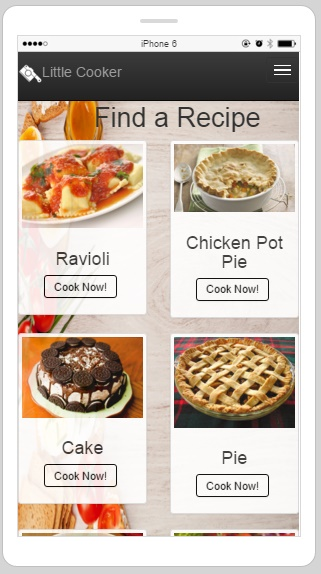 iPhone 6
Little Cooker
Find a Recipe
Ravioli
Cook Now!
Chicken Pot
Pie
Cook Now!
Cake
Cook Now!
Pie
Cook Now!